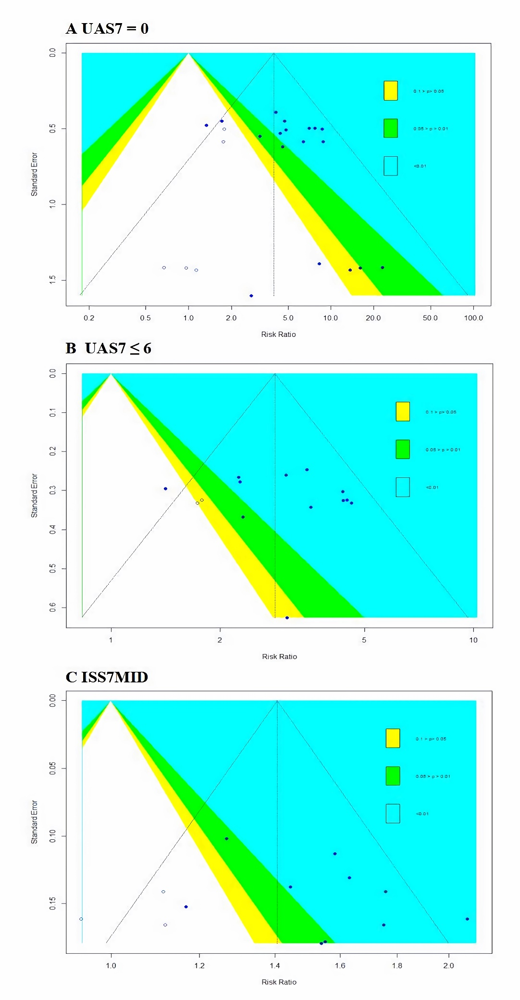 A UAS7 = 0
0.0
0.5
1.0
1.5
Standard Error
0.1 > p > 0.05
0.05 > p > 0.01
<0.01
0.2 0.5 1.0 2.0 5.0 10.0 20.0 50.0 100.0
Risk Ratio
B UAS7 ≤ 6
0.0
0.1
0.2
0.3
0.4
0.5
0.6
Standard Error
0.1 > p > 0.05
0.05 > p > 0.01
<0.01
1 2 5 10
Risk Ratio
C ISS7MID
0.00
0.05
0.10
0.15
Standard Error
0.1 > p > 0.05
0.05 > p > 0.01
<0.01
1.0 1.2 1.4 1.6 1.8 2.0
Risk Ratio